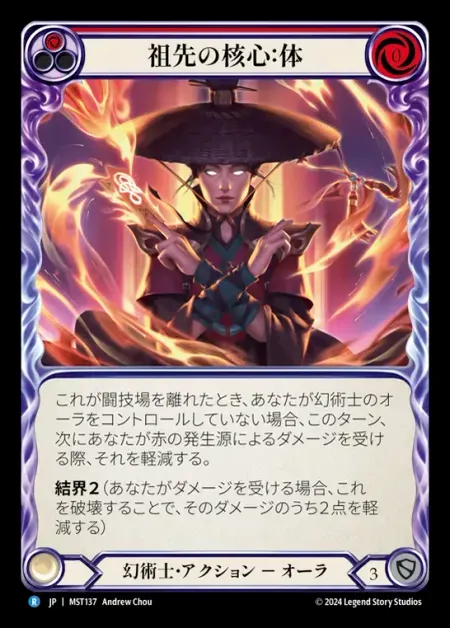 祖先の核心:体
0
これが闘技場を離れたとき、あなたが幻術士のオ
ーラをコントロールしていない場合、このターン、
次にあなたが赤の発生源によるダメージを受け
る際、それを軽減する。
結界2(あなたがダメージを受ける場合、これ
を破壊することで、そのダメージのうち2点を軽
減する)
幻術士・アクション − オーラ
3
R JP | MST137 Andrew Chou
© 2024 Legend Story Studios